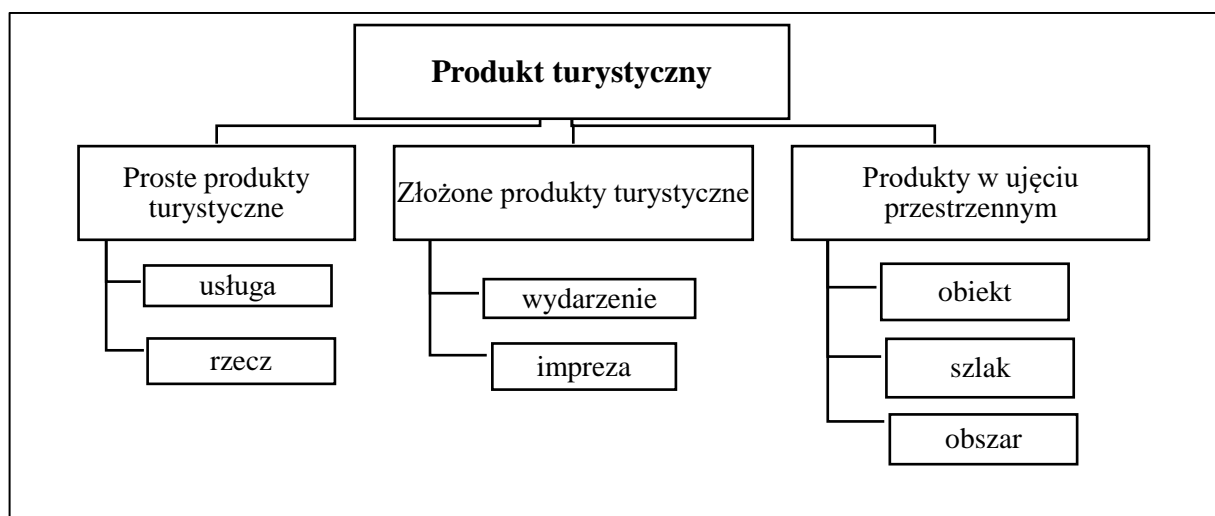 Produkt turystyczny
Proste produkty
turystyczne
usługa
rzecz
Złożone produkty turystyczne
wydarzenie
impreza
Produkty w ujęciu
przestrzennym
obiekt
szlak
obszar